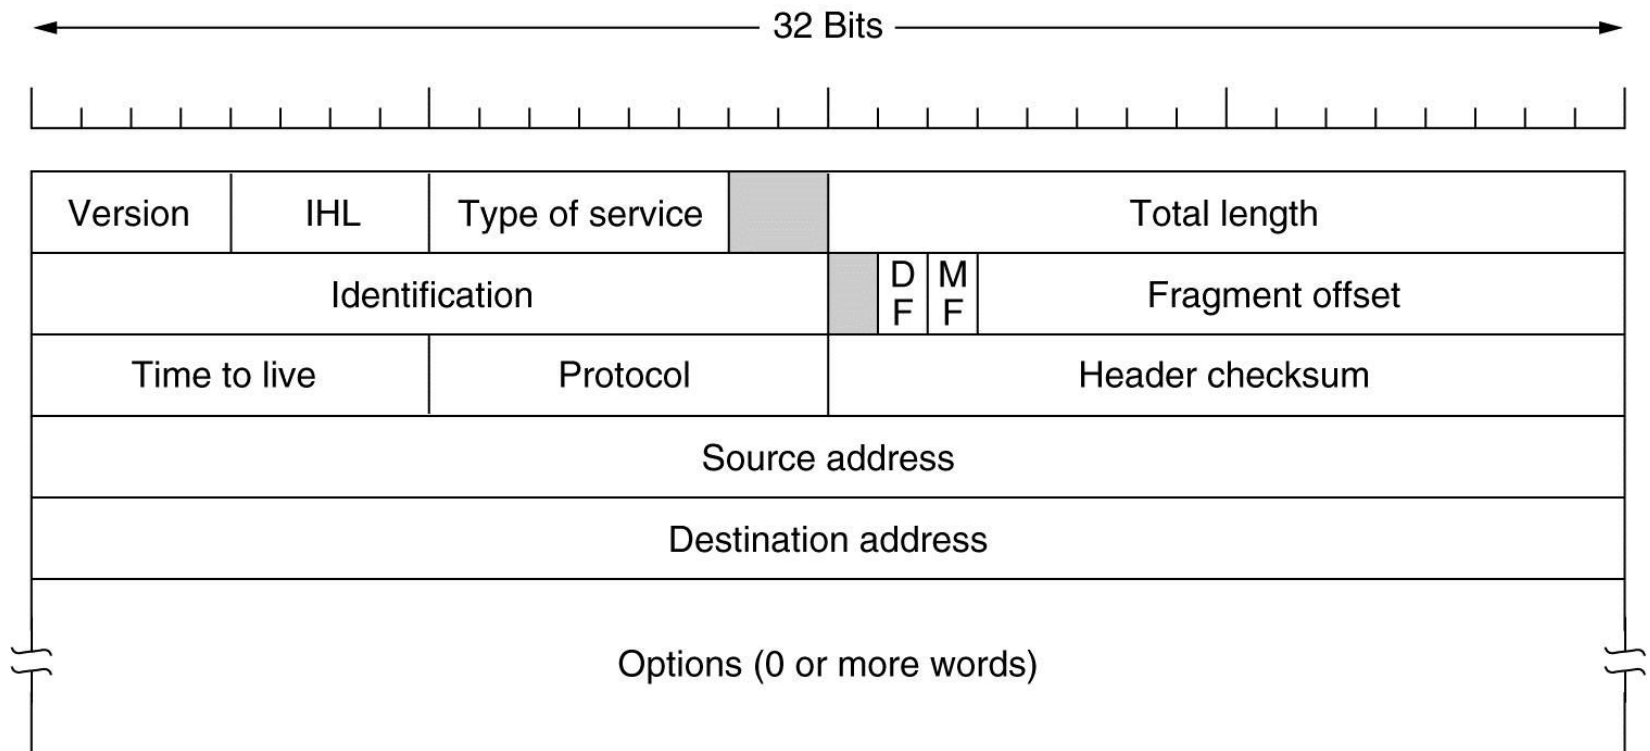 32 Bits
Version IHL Type of service Total length
Identification D F M F Fragment offset
Time to live Protocol Header checksum
Source address
Destination address
Options (0 or more words)